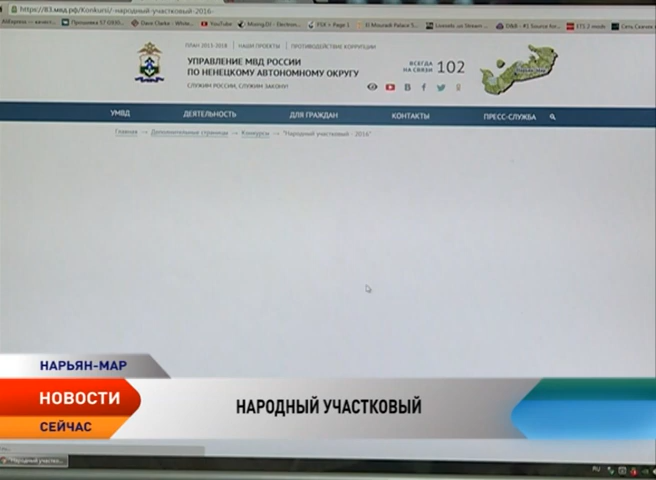 https://83.мвд.рф/Konkursi/-народный-участковый-2016-
YouTube
ПЛАН 2013-2018 | НАШИ ПРОЕКТЫ | ПРОТИВОДЕЙСТВИЕ КОРРУПЦИИ
УПРАВЛЕНИЕ МВД РОССИИ
ПО НЕНЕЦКОМУ АВТОНОМНОМУ ОКРУГУ
СЛУЖИМ РОССИИ, СЛУЖИМ ЗАКОНУ!
ВСЕГДА
НА СВЯЗИ 102
УМВД ДЕЯТЕЛЬНОСТЬ ДЛЯ ГРАЖДАН КОНТАКТЫ ПРЕСС-СЛУЖБА
Главная → Дополнительные страницы → Конкурсы → "Народный участковый - 2016"
НАРЬЯН-МАР
НОВОСТИ
СЕЙЧАС
НАРОДНЫЙ УЧАСТКОВЫЙ
RU